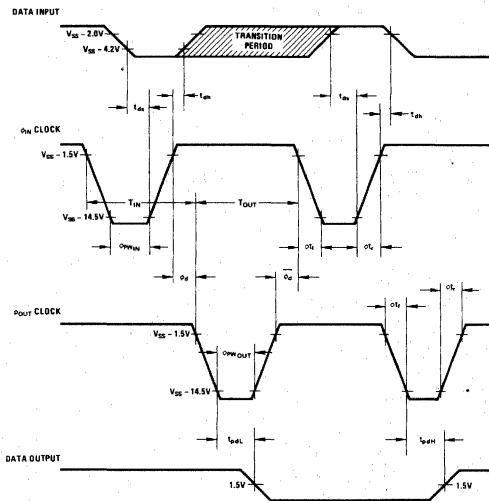 DATA INPUT
VSS – 2.0V
VSS – 4.2V
TRANSITION
PERIOD
tds
tdh
tds
tdh
ϕIN CLOCK
VSS – 1.5V
TIN
TOUT
VSS – 14.5V
ϕPWIN
ϕtf
ϕtr
ϕd
ϕd
ϕtf
ϕtr
ϕOUT CLOCK
VSS – 1.5V
ϕPWOUT
VSS – 14.5V
tpdL
tpdH
DATA OUTPUT
1.5V
1.5V